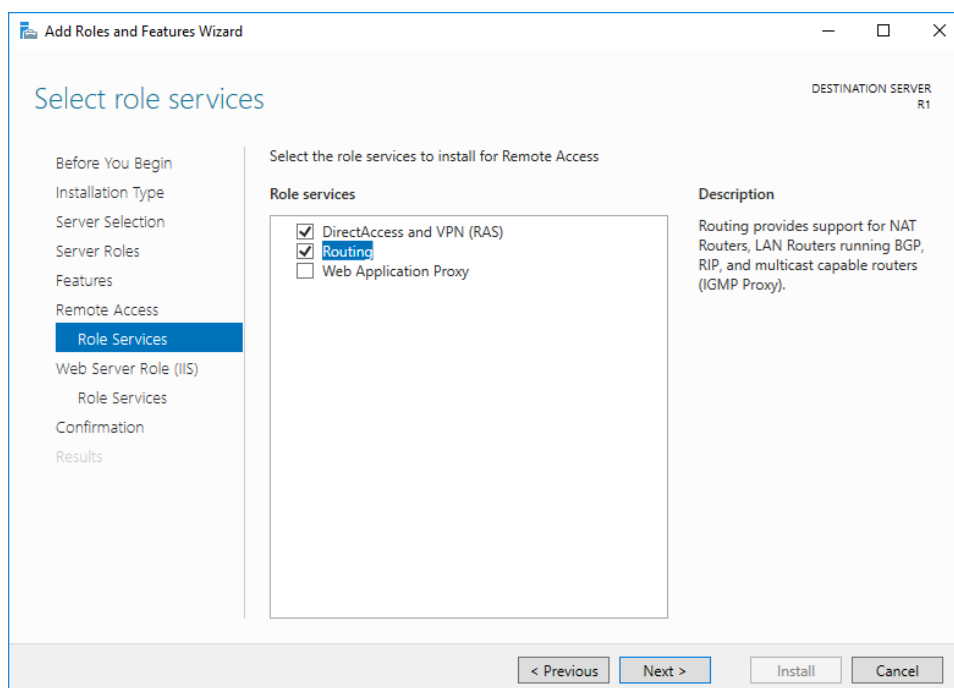 Add Roles and Features Wizard
Select role services
DESTINATION SERVER
R1
Before You Begin
Installation Type
Server Selection
Server Roles
Features
Remote Access
Role Services
Web Server Role (IIS)
Role Services
Confirmation
Results
Select the role services to install for Remote Access
Role services
DirectAccess and VPN (RAS)
Routing
Web Application Proxy
Description
Routing provides support for NAT
Routers, LAN Routers running BGP,
RIP, and multicast capable routers
(IGMP Proxy).
< Previous
Next >
Install
Cancel